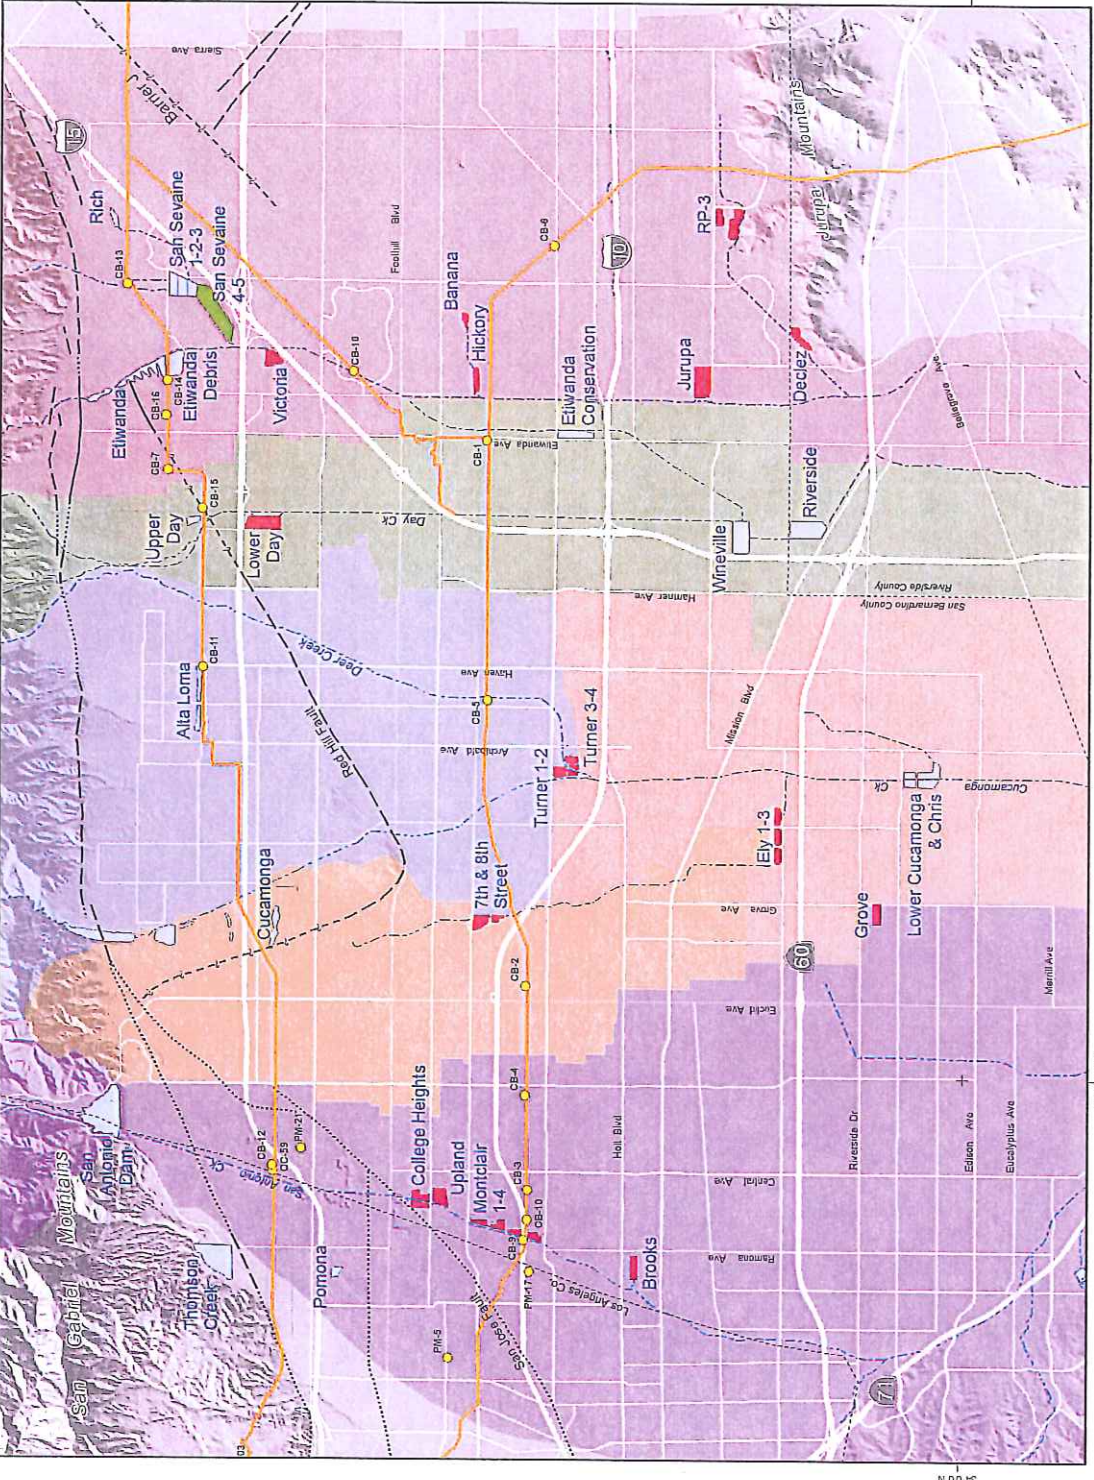 Sierra Ave
Barrier J
15
Rich
San Sevaine
1-2-3
San Sevaine
4-5
CB-13
Foothill Blvd
Banana
Hickory
CB-6
10
RP-3
Jurupa Mountains
Etiwanda
CB-16
CB-14
Etiwanda
Debris
Victoria
CB-18
Etiwanda
Conservation
Jurupa
Declez
Bellegrave Ave
CB-7
CB-15
CB-1
Etiwanda Ave
Upper
Day
Lower
Day
Day Ck
Wineville
Riverside
Hamner Ave
Riverside County
San Bernardino County
CB-11
Alta Loma
Deer Creek
Haven Ave
CB-5
Red Hill Fault
Archibald Ave
Turner 1-2
Turner 3-4
Mission Blvd
Cucamonga Ck
Ely 1-3
Lower Cucamonga
& Chris
Cucamonga
7th & 8th
Street
Grove Ave
Grove
CB-2
60
Euclid Ave
Merrill Ave
San
Antonio
Dam
CB-12
OC-59
PM-21
San Antonio Ck
College Heights
Upland
Montclair
1-4
CB-4
CB-3
CB-10
CB-9
PM-17
Holt Blvd
Central Ave
Riverside Dr
Edison Ave
Eucalyptus Ave
San Gabriel Mountains
Thomson
Creek
Pomona
PM-5
San Jose Fault
Los Angeles Co
Brooks
Ramona Ave
71